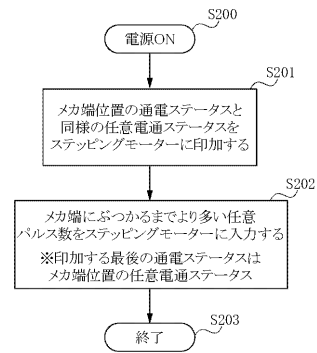 S200
電源ON
S201
メカ端位置の通電ステータスと
同様の任意電通ステータスを
ステッピングモーターに印加する
S202
メカ端にぶつかるまでより多い任意
パルス数をステッピングモーターに入力する
※印加する最後の通電ステータスは
メカ端位置の任意電通ステータス
S203
終了